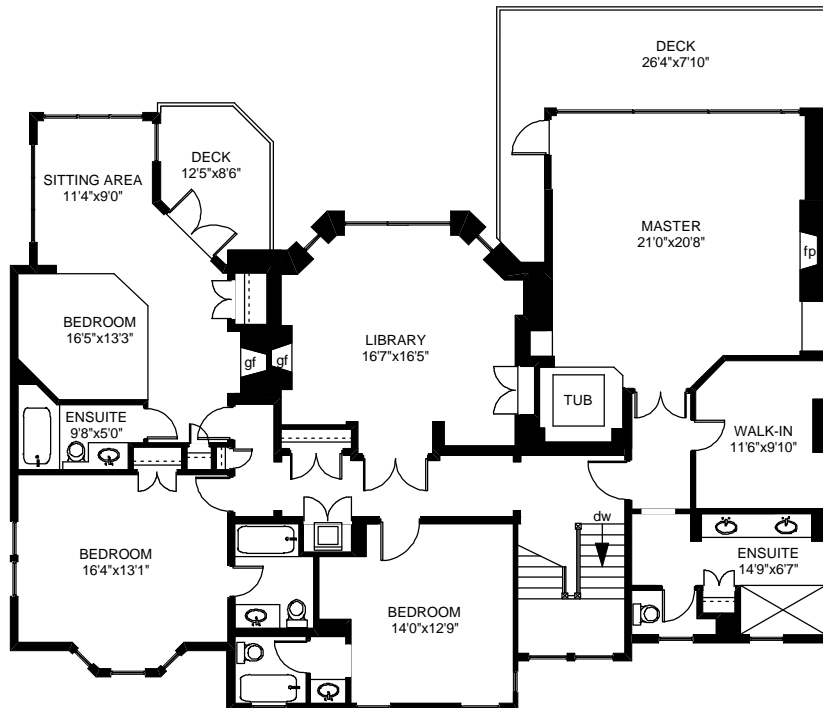 DECK
26'4"x7'10"
DECK
12'5"x8'6"
SITTING AREA
11'4"x9'0"
MASTER
21'0"x20'8"
fp
BEDROOM
16'5"x13'3"
LIBRARY
16'7"x16'5"
gf
gf
TUB
ENSUITE
9'8"x5'0"
WALK-IN
11'6"x9'10"
dw
BEDROOM
16'4"x13'1"
ENSUITE
14'9"x6'7"
BEDROOM
14'0"x12'9"